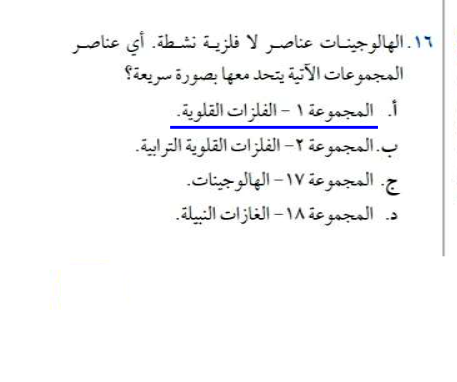 ١٦. الهالوجينات عناصر لا فلزية نشطة. أي عناصر
المجموعات الآتية يتحد معها بصورة سريعة؟
أ. المجموعة ١ - الفلزات القلوية.
ب. المجموعة ٢- الفلزات القلوية الترابية.
ج. المجموعة ١٧- الهالوجينات.
د. المجموعة ١٨- الغازات النبيلة.